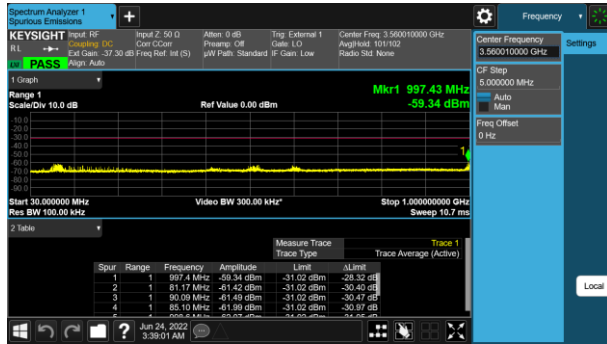 Spectrum Analyzer 1
Spurious Emissions
Frequency
KEYSIGHT Input: RF Input Z: 50 Ω Atten: 0 dB Trig: External 1 Center Freq: 3.560010000 GHz
RL Coupling: DC Corr CCorr Preamp: Off Gate: LO Avg|Hold: 101/102
Ext Gain: -37.30 dB Freq Ref: Int (S) µW Path: Standard IF Gain: Low Radio Std: None
PASS Align: Auto
Center Frequency
3.560010000 GHz
Settings
CF Step
5.000000 MHz
Auto
Man
Freq Offset
0 Hz
Local
1 Graph
Range 1
Mkr1 997.43 MHz
Scale/Div 10.0 dB Ref Value 0.00 dBm -59.34 dBm
-10.0
-20.0
-30.0
-40.0
-50.0
-60.0
-70.0
-80.0
-90.0
1
Start 30.000000 MHz Video BW 300.00 kHz* Stop 1.000000000 GHz
Res BW 100.00 kHz Sweep 10.7 ms
2 Table
Measure Trace Trace 1
Trace Type Trace Average (Active)
Spur Range Frequency Amplitude Limit ΔLimit
1 1 997.4 MHz -59.34 dBm -31.02 dBm -28.32 dB
2 1 81.17 MHz -61.42 dBm -31.02 dBm -30.40 dB
3 1 90.09 MHz -61.49 dBm -31.02 dBm -30.47 dB
4 1 85.10 MHz -61.99 dBm -31.02 dBm -30.97 dB
Jun 24, 2022
3:39:01 AM